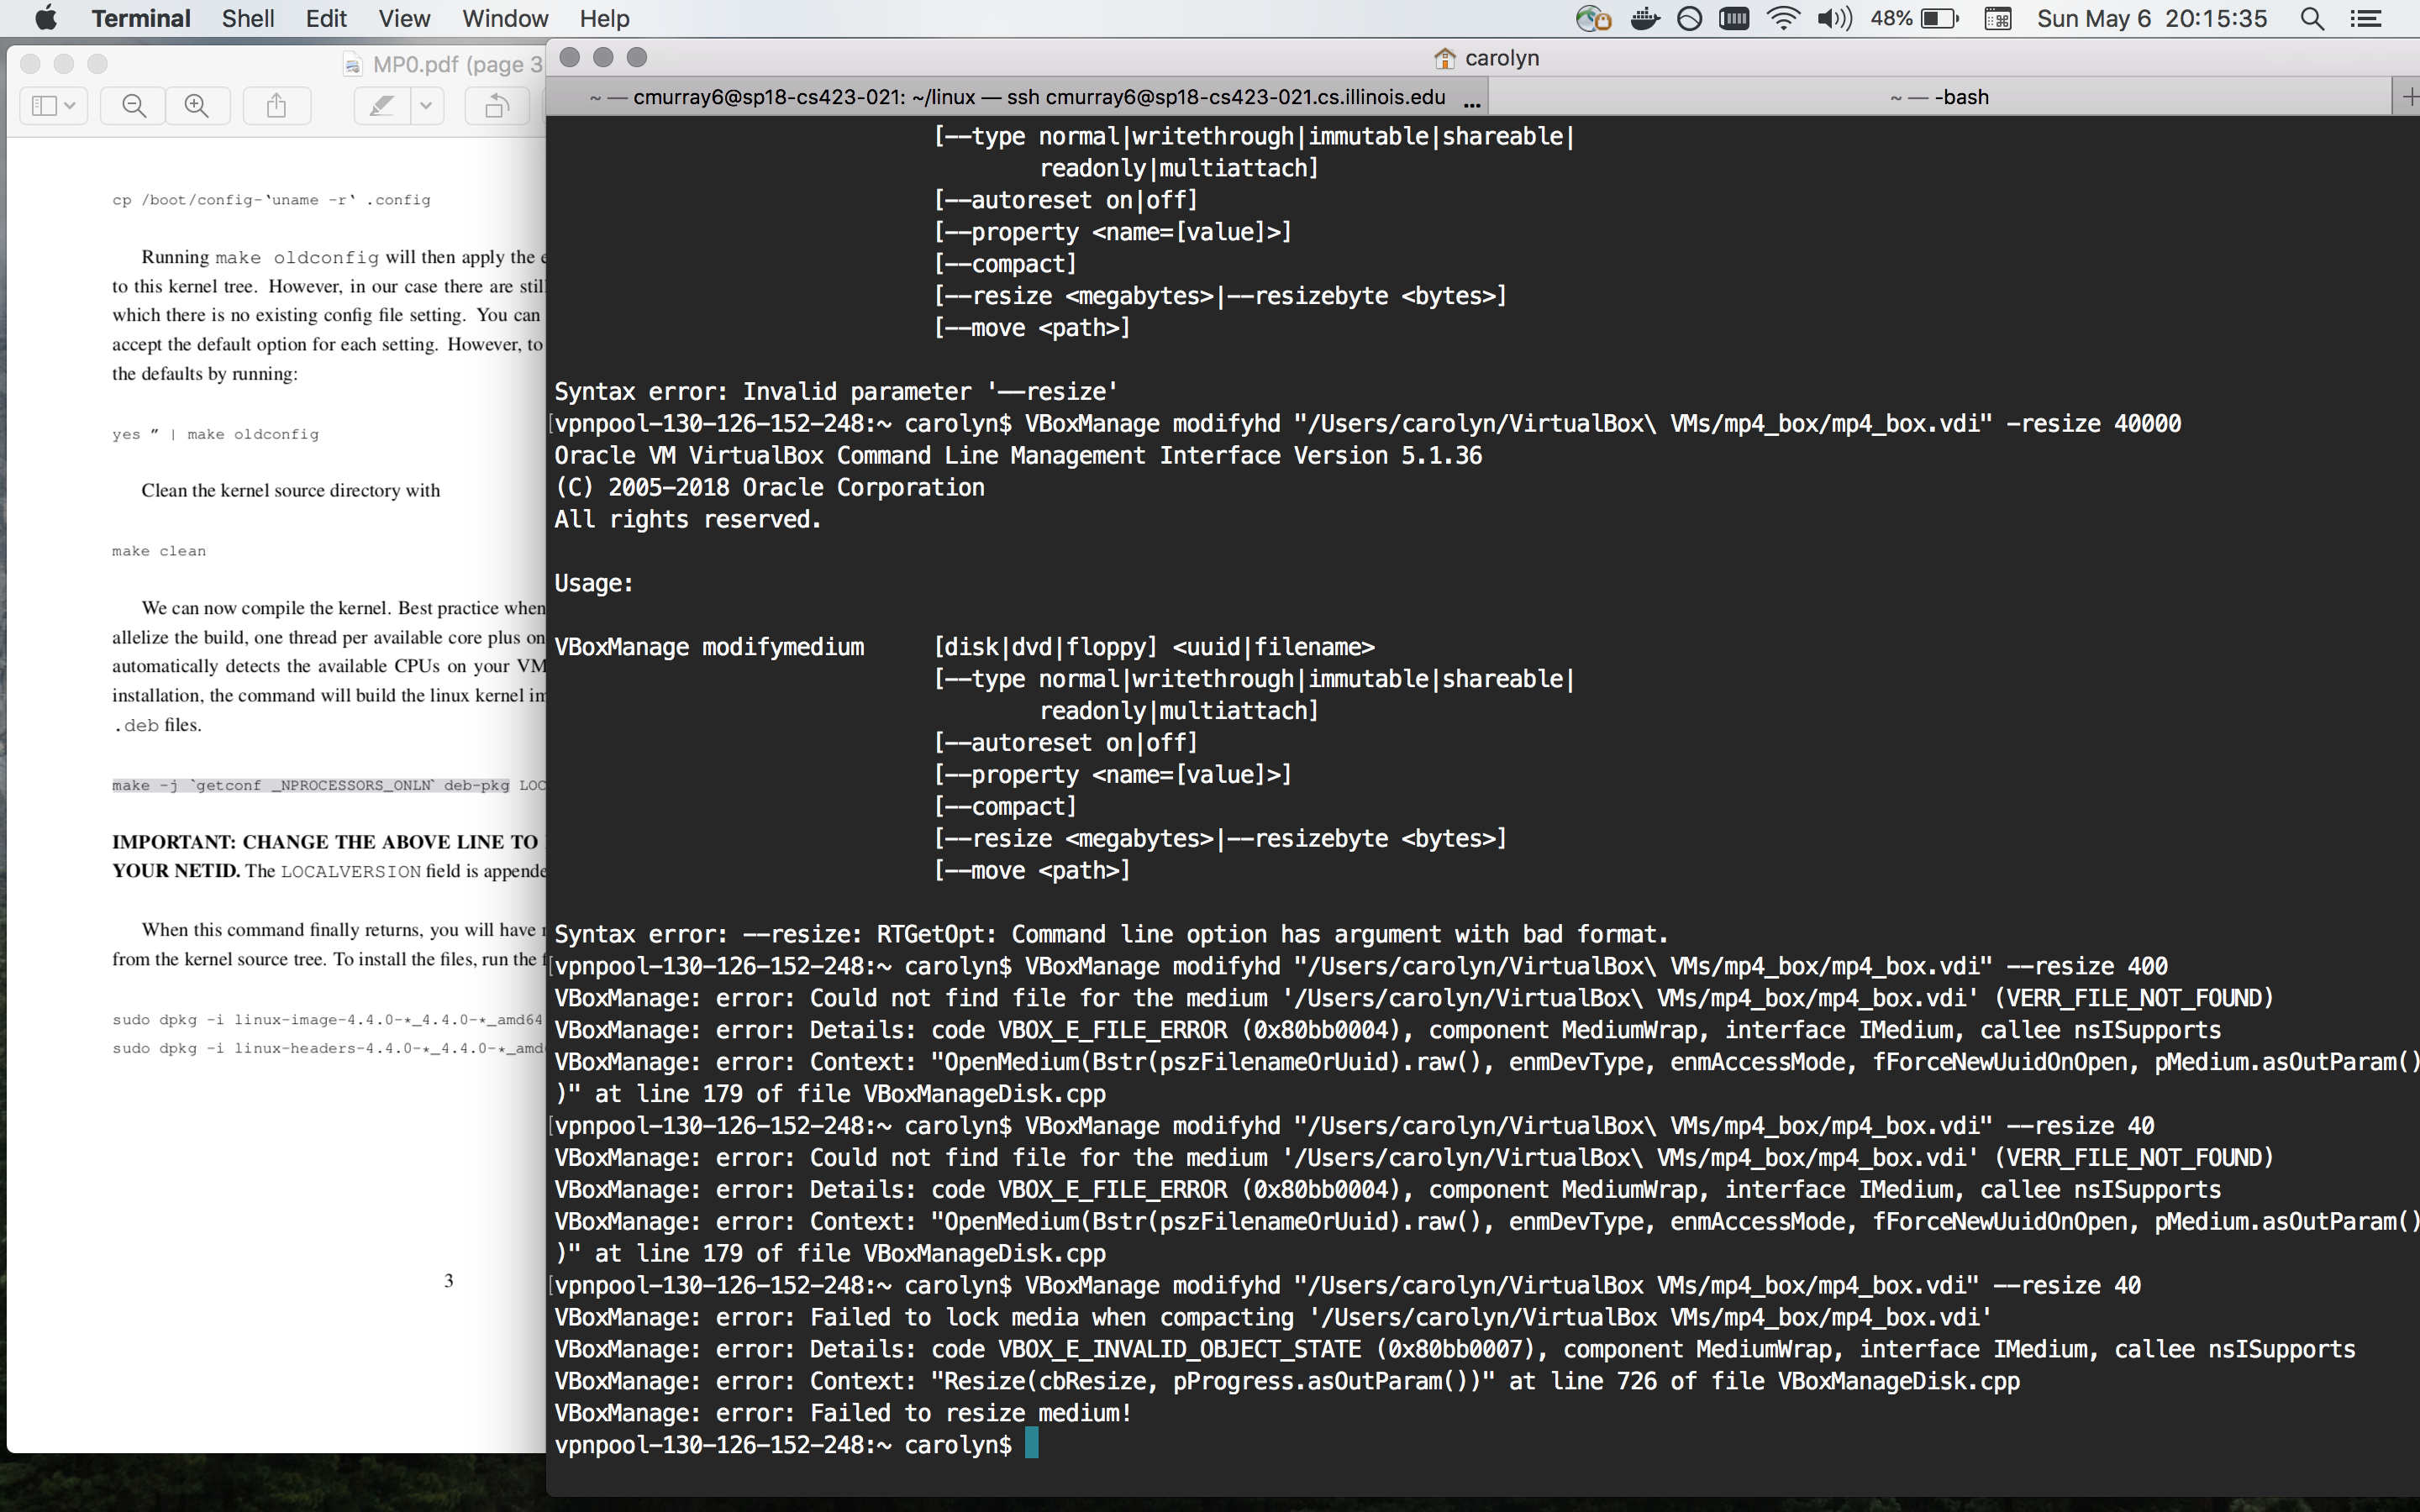 Terminal Shell Edit View Window Help 48% Sun May 6 20:15:35
MP0.pdf (page 3
cp /boot/config-‛uname -r‛ .config
Running make oldconfig will then apply the e
to this kernel tree. However, in our case there are still
which there is no existing config file setting. You can
accept the default option for each setting. However, to
the defaults by running:
yes ” | make oldconfig
Clean the kernel source directory with
make clean
We can now compile the kernel. Best practice when
allelize the build, one thread per available core plus on
automatically detects the available CPUs on your VM
installation, the command will build the linux kernel im
.deb files.
make -j `getconf _NPROCESSORS_ONLN` deb-pkg LOC
IMPORTANT: CHANGE THE ABOVE LINE TO
YOUR NETID. The LOCALVERSION field is appende
When this command finally returns, you will have
from the kernel source tree. To install the files, run the f
sudo dpkg -i linux-image-4.4.0-*_4.4.0-*_amd64
sudo dpkg -i linux-headers-4.4.0-*_4.4.0-*_amd
3
carolyn
~ — cmurray6@sp18-cs423-021: ~/linux — ssh cmurray6@sp18-cs423-021.cs.illinois.edu ...
~ — -bash
[--type normal|writethrough|immutable|shareable|
readonly|multiattach]
[--autoreset on|off]
[--property <name=[value]>]
[--compact]
[--resize <megabytes>|--resizebyte <bytes>]
[--move <path>]
Syntax error: Invalid parameter '—resize'
[vpnpool-130-126-152-248:~ carolyn$ VBoxManage modifyhd "/Users/carolyn/VirtualBox\ VMs/mp4_box/mp4_box.vdi" -resize 40000
Oracle VM VirtualBox Command Line Management Interface Version 5.1.36
(C) 2005-2018 Oracle Corporation
All rights reserved.
Usage:
VBoxManage modifymedium [disk|dvd|floppy] <uuid|filename>
[--type normal|writethrough|immutable|shareable|
readonly|multiattach]
[--autoreset on|off]
[--property <name=[value]>]
[--compact]
[--resize <megabytes>|--resizebyte <bytes>]
[--move <path>]
Syntax error: --resize: RTGetOpt: Command line option has argument with bad format.
[vpnpool-130-126-152-248:~ carolyn$ VBoxManage modifyhd "/Users/carolyn/VirtualBox\ VMs/mp4_box/mp4_box.vdi" --resize 400
VBoxManage: error: Could not find file for the medium '/Users/carolyn/VirtualBox\ VMs/mp4_box/mp4_box.vdi' (VERR_FILE_NOT_FOUND)
VBoxManage: error: Details: code VBOX_E_FILE_ERROR (0x80bb0004), component MediumWrap, interface IMedium, callee nsISupports
VBoxManage: error: Context: "OpenMedium(Bstr(pszFilenameOrUuid).raw(), enmDevType, enmAccessMode, fForceNewUuidOnOpen, pMedium.asOutParam()
)" at line 179 of file VBoxManageDisk.cpp
[vpnpool-130-126-152-248:~ carolyn$ VBoxManage modifyhd "/Users/carolyn/VirtualBox\ VMs/mp4_box/mp4_box.vdi" --resize 40
VBoxManage: error: Could not find file for the medium '/Users/carolyn/VirtualBox\ VMs/mp4_box/mp4_box.vdi' (VERR_FILE_NOT_FOUND)
VBoxManage: error: Details: code VBOX_E_FILE_ERROR (0x80bb0004), component MediumWrap, interface IMedium, callee nsISupports
VBoxManage: error: Context: "OpenMedium(Bstr(pszFilenameOrUuid).raw(), enmDevType, enmAccessMode, fForceNewUuidOnOpen, pMedium.asOutParam()
)" at line 179 of file VBoxManageDisk.cpp
[vpnpool-130-126-152-248:~ carolyn$ VBoxManage modifyhd "/Users/carolyn/VirtualBox VMs/mp4_box/mp4_box.vdi" --resize 40
VBoxManage: error: Failed to lock media when compacting '/Users/carolyn/VirtualBox VMs/mp4_box/mp4_box.vdi'
VBoxManage: error: Details: code VBOX_E_INVALID_OBJECT_STATE (0x80bb0007), component MediumWrap, interface IMedium, callee nsISupports
VBoxManage: error: Context: "Resize(cbResize, pProgress.asOutParam())" at line 726 of file VBoxManageDisk.cpp
VBoxManage: error: Failed to resize medium!
vpnpool-130-126-152-248:~ carolyn$